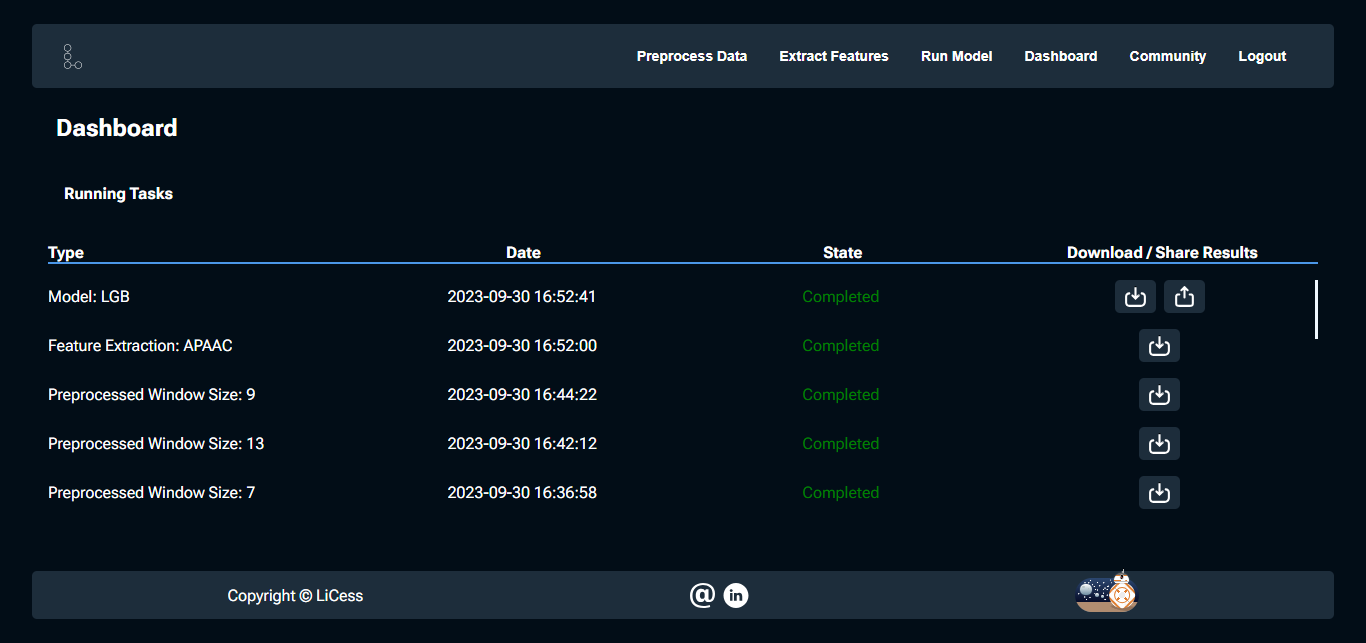 Preprocess Data Extract Features Run Model Dashboard Community Logout
Dashboard
Running Tasks
Type Date State Download / Share Results
Model: LGB 2023-09-30 16:52:41 Completed
Feature Extraction: APAAC 2023-09-30 16:52:00 Completed
Preprocessed Window Size: 9 2023-09-30 16:44:22 Completed
Preprocessed Window Size: 13 2023-09-30 16:42:12 Completed
Preprocessed Window Size: 7 2023-09-30 16:36:58 Completed
Copyright © LiCess @ in